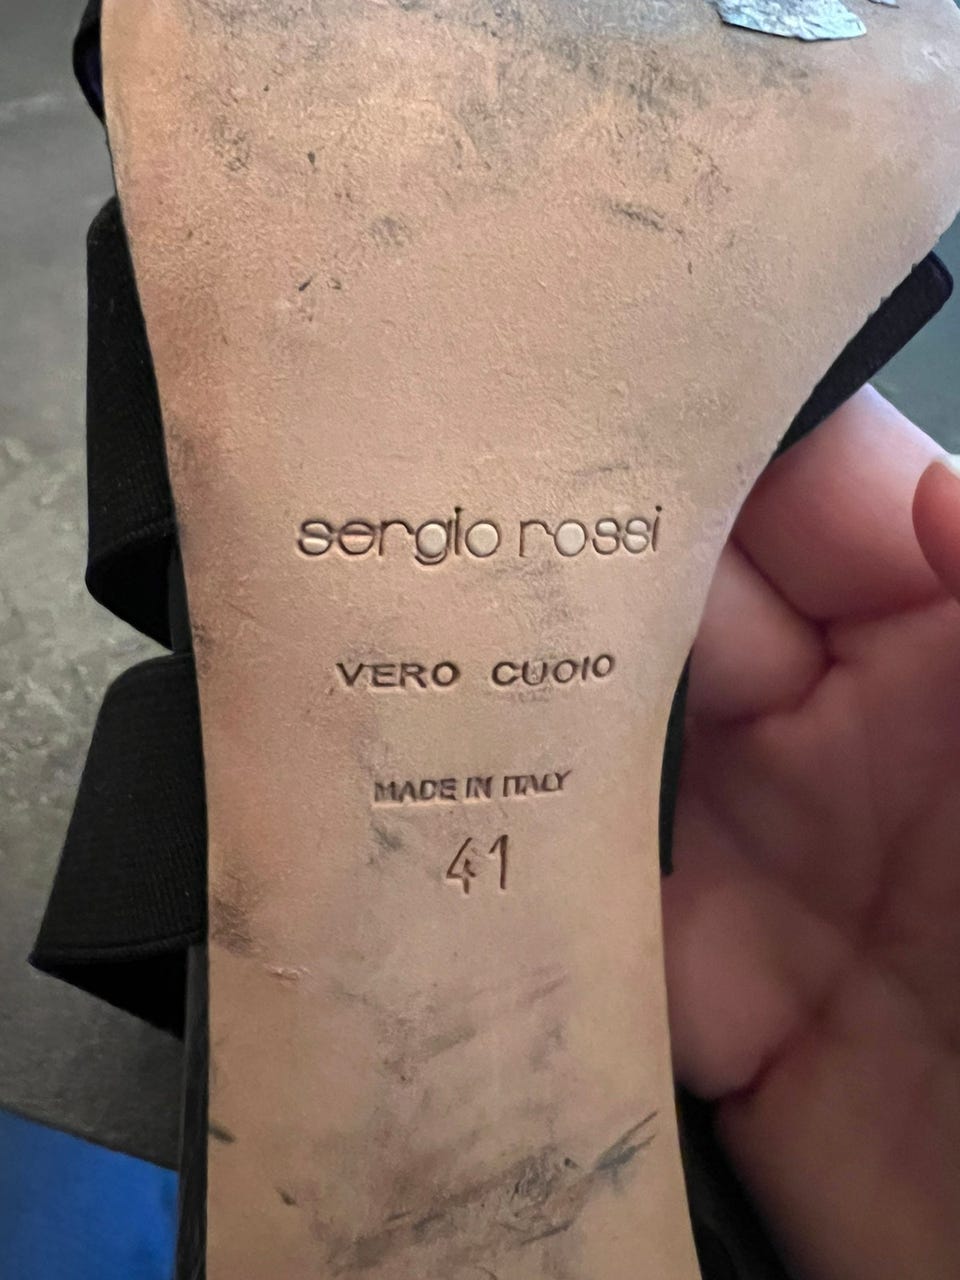 sergio rossi
VERO CUOIO
MADE IN ITALY
41